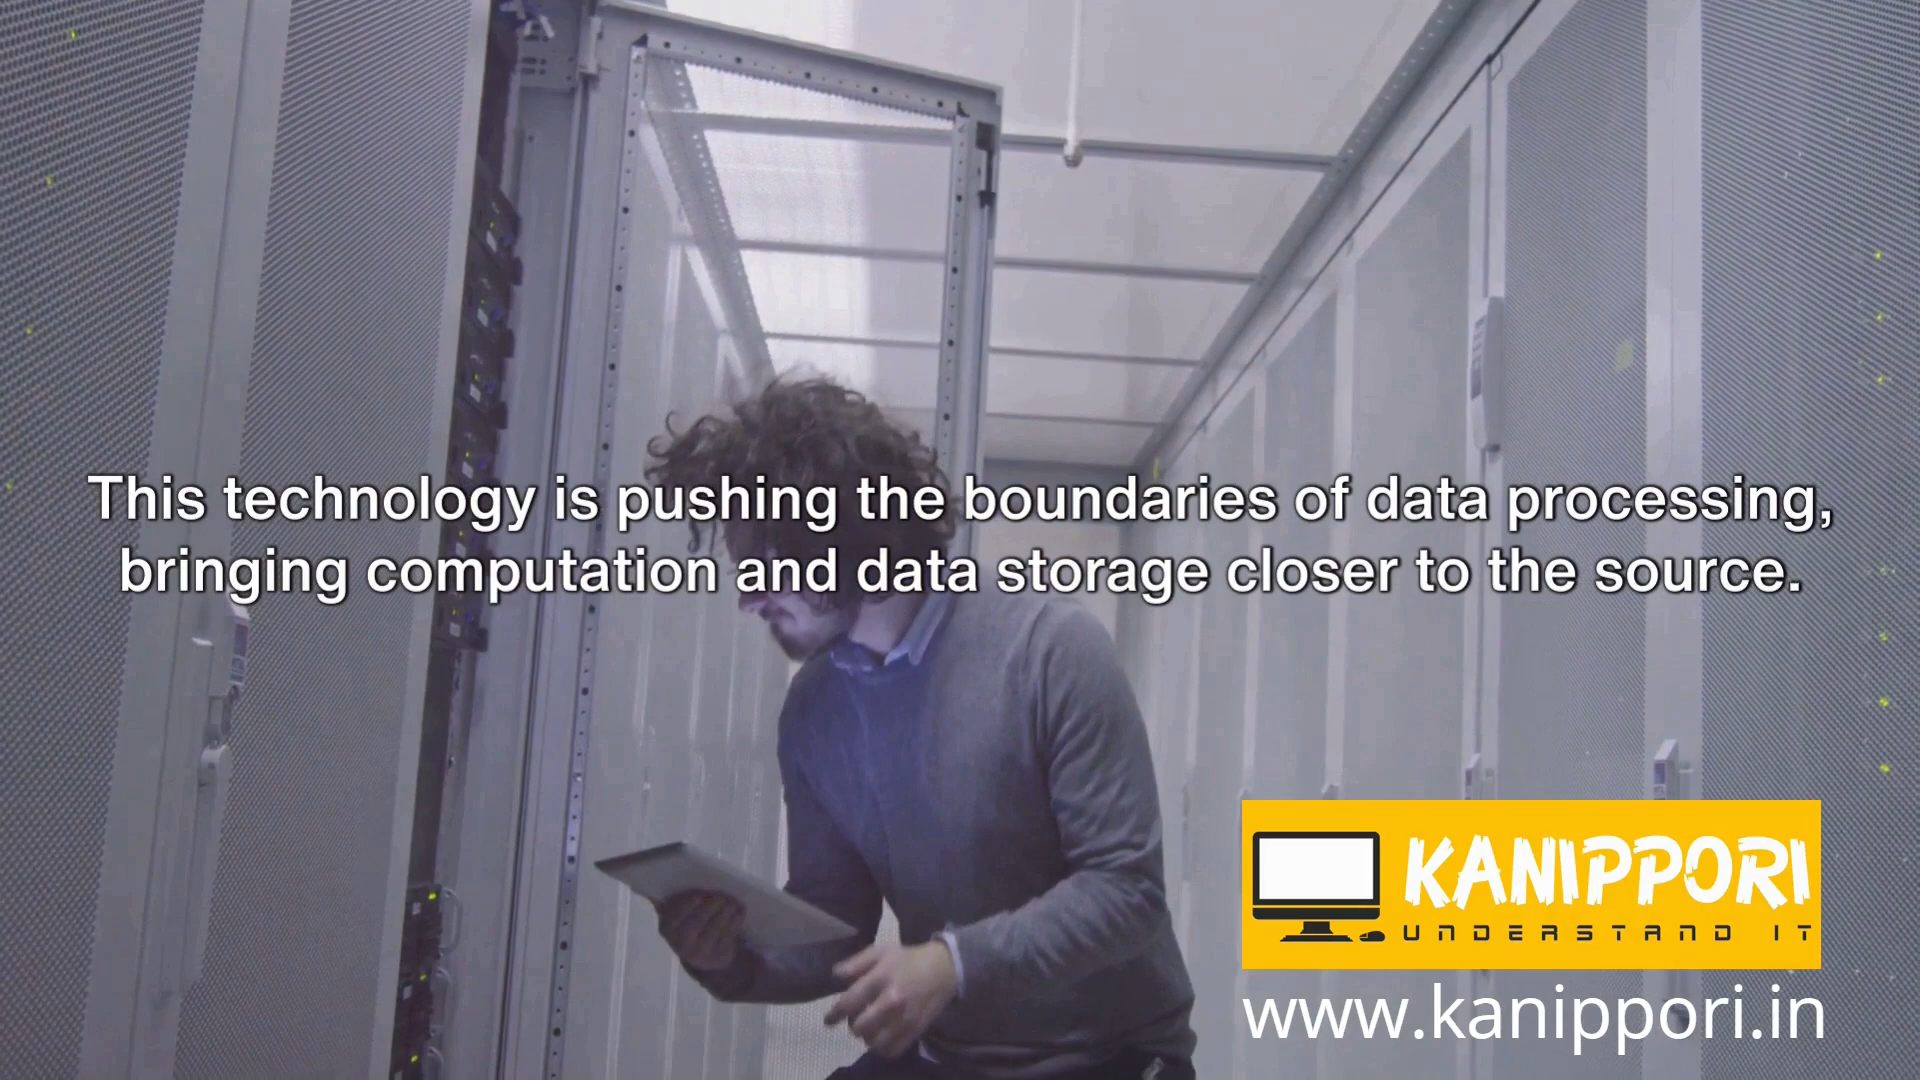 This technology is pushing the boundaries of data processing,
bringing computation and data storage closer to the source.
KANIPPORI
UNDERSTAND IT
www.kanippori.in